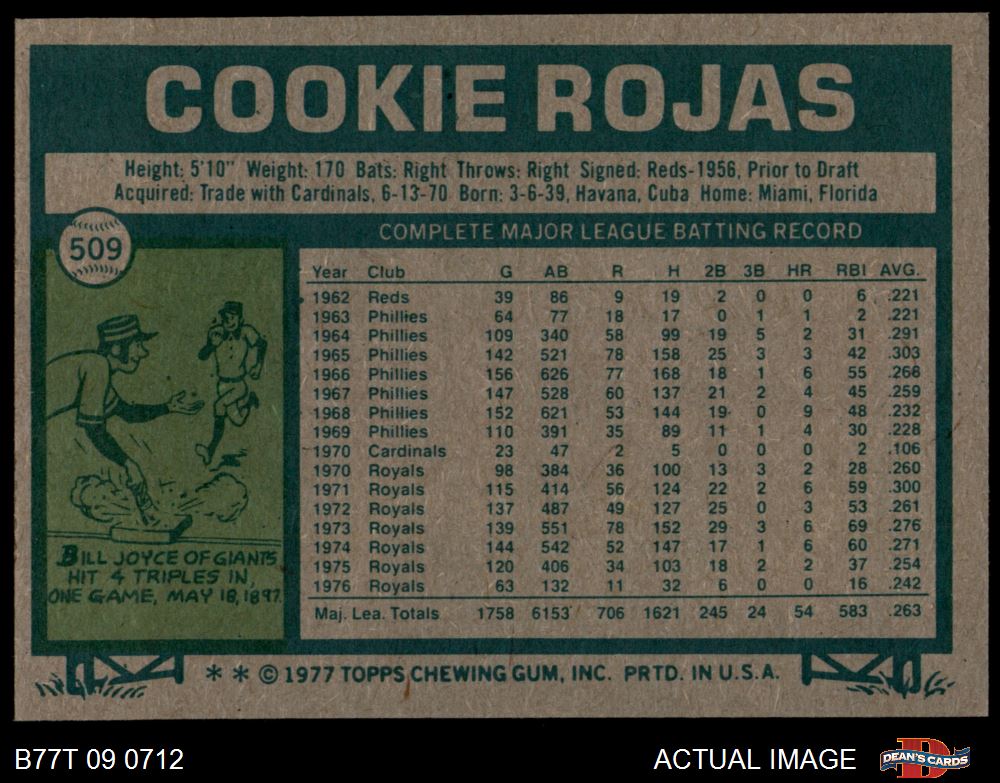 COOKIE ROJAS
Height: 5'10" Weight: 170 Bats: Right Throws: Right Signed: Reds-1956, Prior to Draft
Acquired: Trade with Cardinals, 6-13-70 Born: 3-6-39, Havana, Cuba Home: Miami, Florida
509
COMPLETE MAJOR LEAGUE BATTING RECORD
Year Club G AB R H 2B 3B HR RBI AVG.
1962 Reds 39 86 9 19 2 0 0 6 .221
1963 Phillies 64 77 18 17 0 1 1 2 .221
1964 Phillies 109 340 58 99 19 5 2 31 .291
1965 Phillies 142 521 78 158 25 3 3 42 .303
1966 Phillies 156 626 77 168 18 1 6 55 .268
1967 Phillies 147 528 60 137 21 2 4 45 .259
1968 Phillies 152 621 53 144 19 0 9 48 .232
1969 Phillies 110 391 35 89 11 1 4 30 .228
1970 Cardinals 23 47 2 5 0 0 0 2 .106
1970 Royals 98 384 36 100 13 3 2 28 .260
1971 Royals 115 414 56 124 22 2 6 59 .300
1972 Royals 137 487 49 127 25 0 3 53 .261
1973 Royals 139 551 78 152 29 3 6 69 .276
1974 Royals 144 542 52 147 17 1 6 60 .271
1975 Royals 120 406 34 103 18 2 2 37 .254
1976 Royals 63 132 11 32 6 0 0 16 .242
Maj. Lea. Totals 1758 6153 706 1621 245 24 54 583 .263
BILL JOYCE OF GIANTS
HIT 4 TRIPLES IN
ONE GAME, MAY 18, 1897.
** © 1977 TOPPS CHEWING GUM, INC. PRTD. IN U.S.A.
B77T 09 0712
ACTUAL IMAGE
DEAN'S CARDS